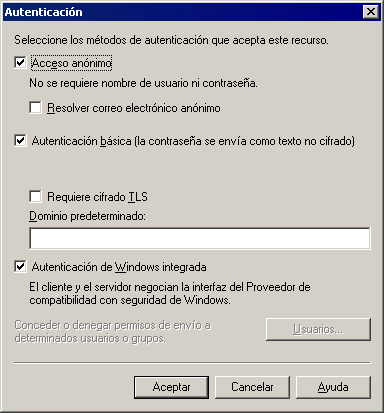 Autenticación
Seleccione los métodos de autenticación que acepta este recurso.
Acceso anónimo
No se requiere nombre de usuario ni contraseña.
Resolver correo electrónico anónimo
Autenticación básica (la contraseña se envía como texto no cifrado)
Requiere cifrado TLS
Dominio predeterminado:
Autenticación de Windows integrada
El cliente y el servidor negocian la interfaz del Proveedor de
compatibilidad con seguridad de Windows.
Conceder o denegar permisos de envío a
determinados usuarios o grupos.
Usuarios...
Aceptar
Cancelar
Ayuda